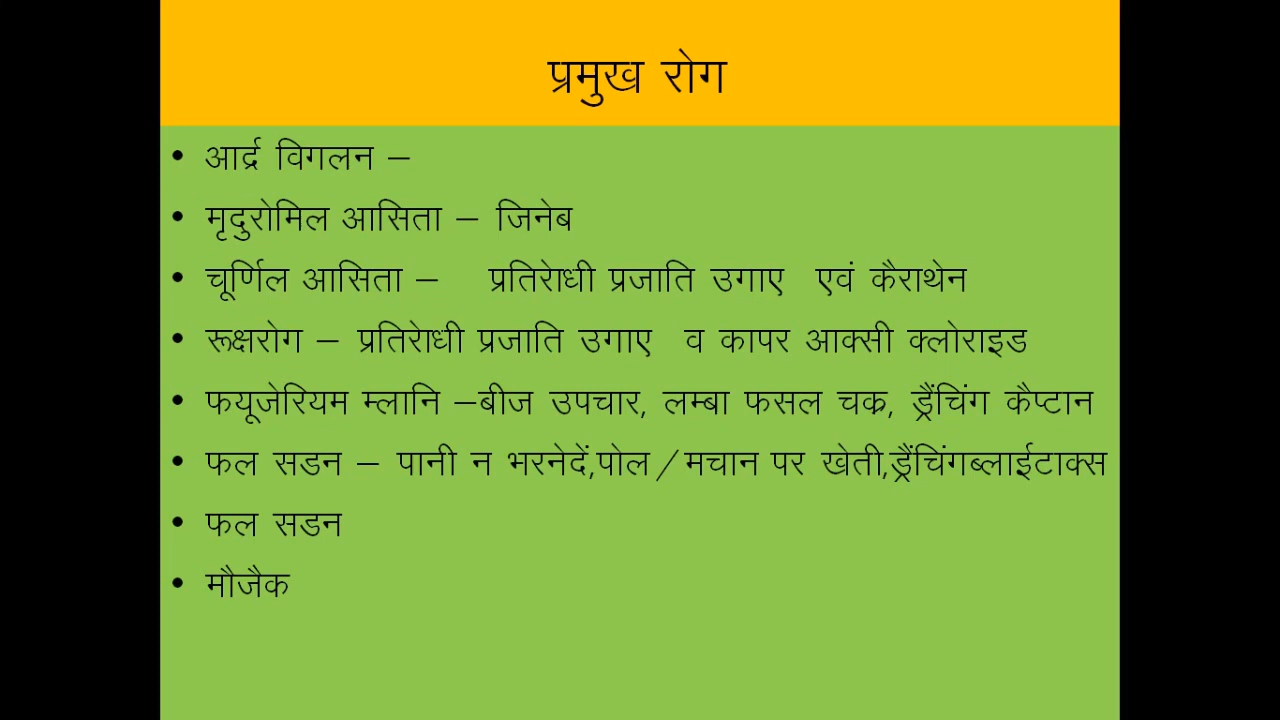 प्रमुख रोग
• आर्द्र विगलन –
• मृदुरोमिल आसिता – जिनेब
• चूर्णिल आसिता – प्रतिरोधी प्रजाति उगाए एवं कैराथेन
• रूक्षरोग – प्रतिरोधी प्रजाति उगाए व कापर आक्सी क्लोराइड
• फयूजेरियम म्लानि –बीज उपचार, लम्बा फसल चक्र, ड्रैंचिंग कैप्टान
• फल सडन – पानी न भरनेदें,पोल/मचान पर खेती,ड्रैंचिंगब्लाईटाक्स
• फल सडन
• मौजैक